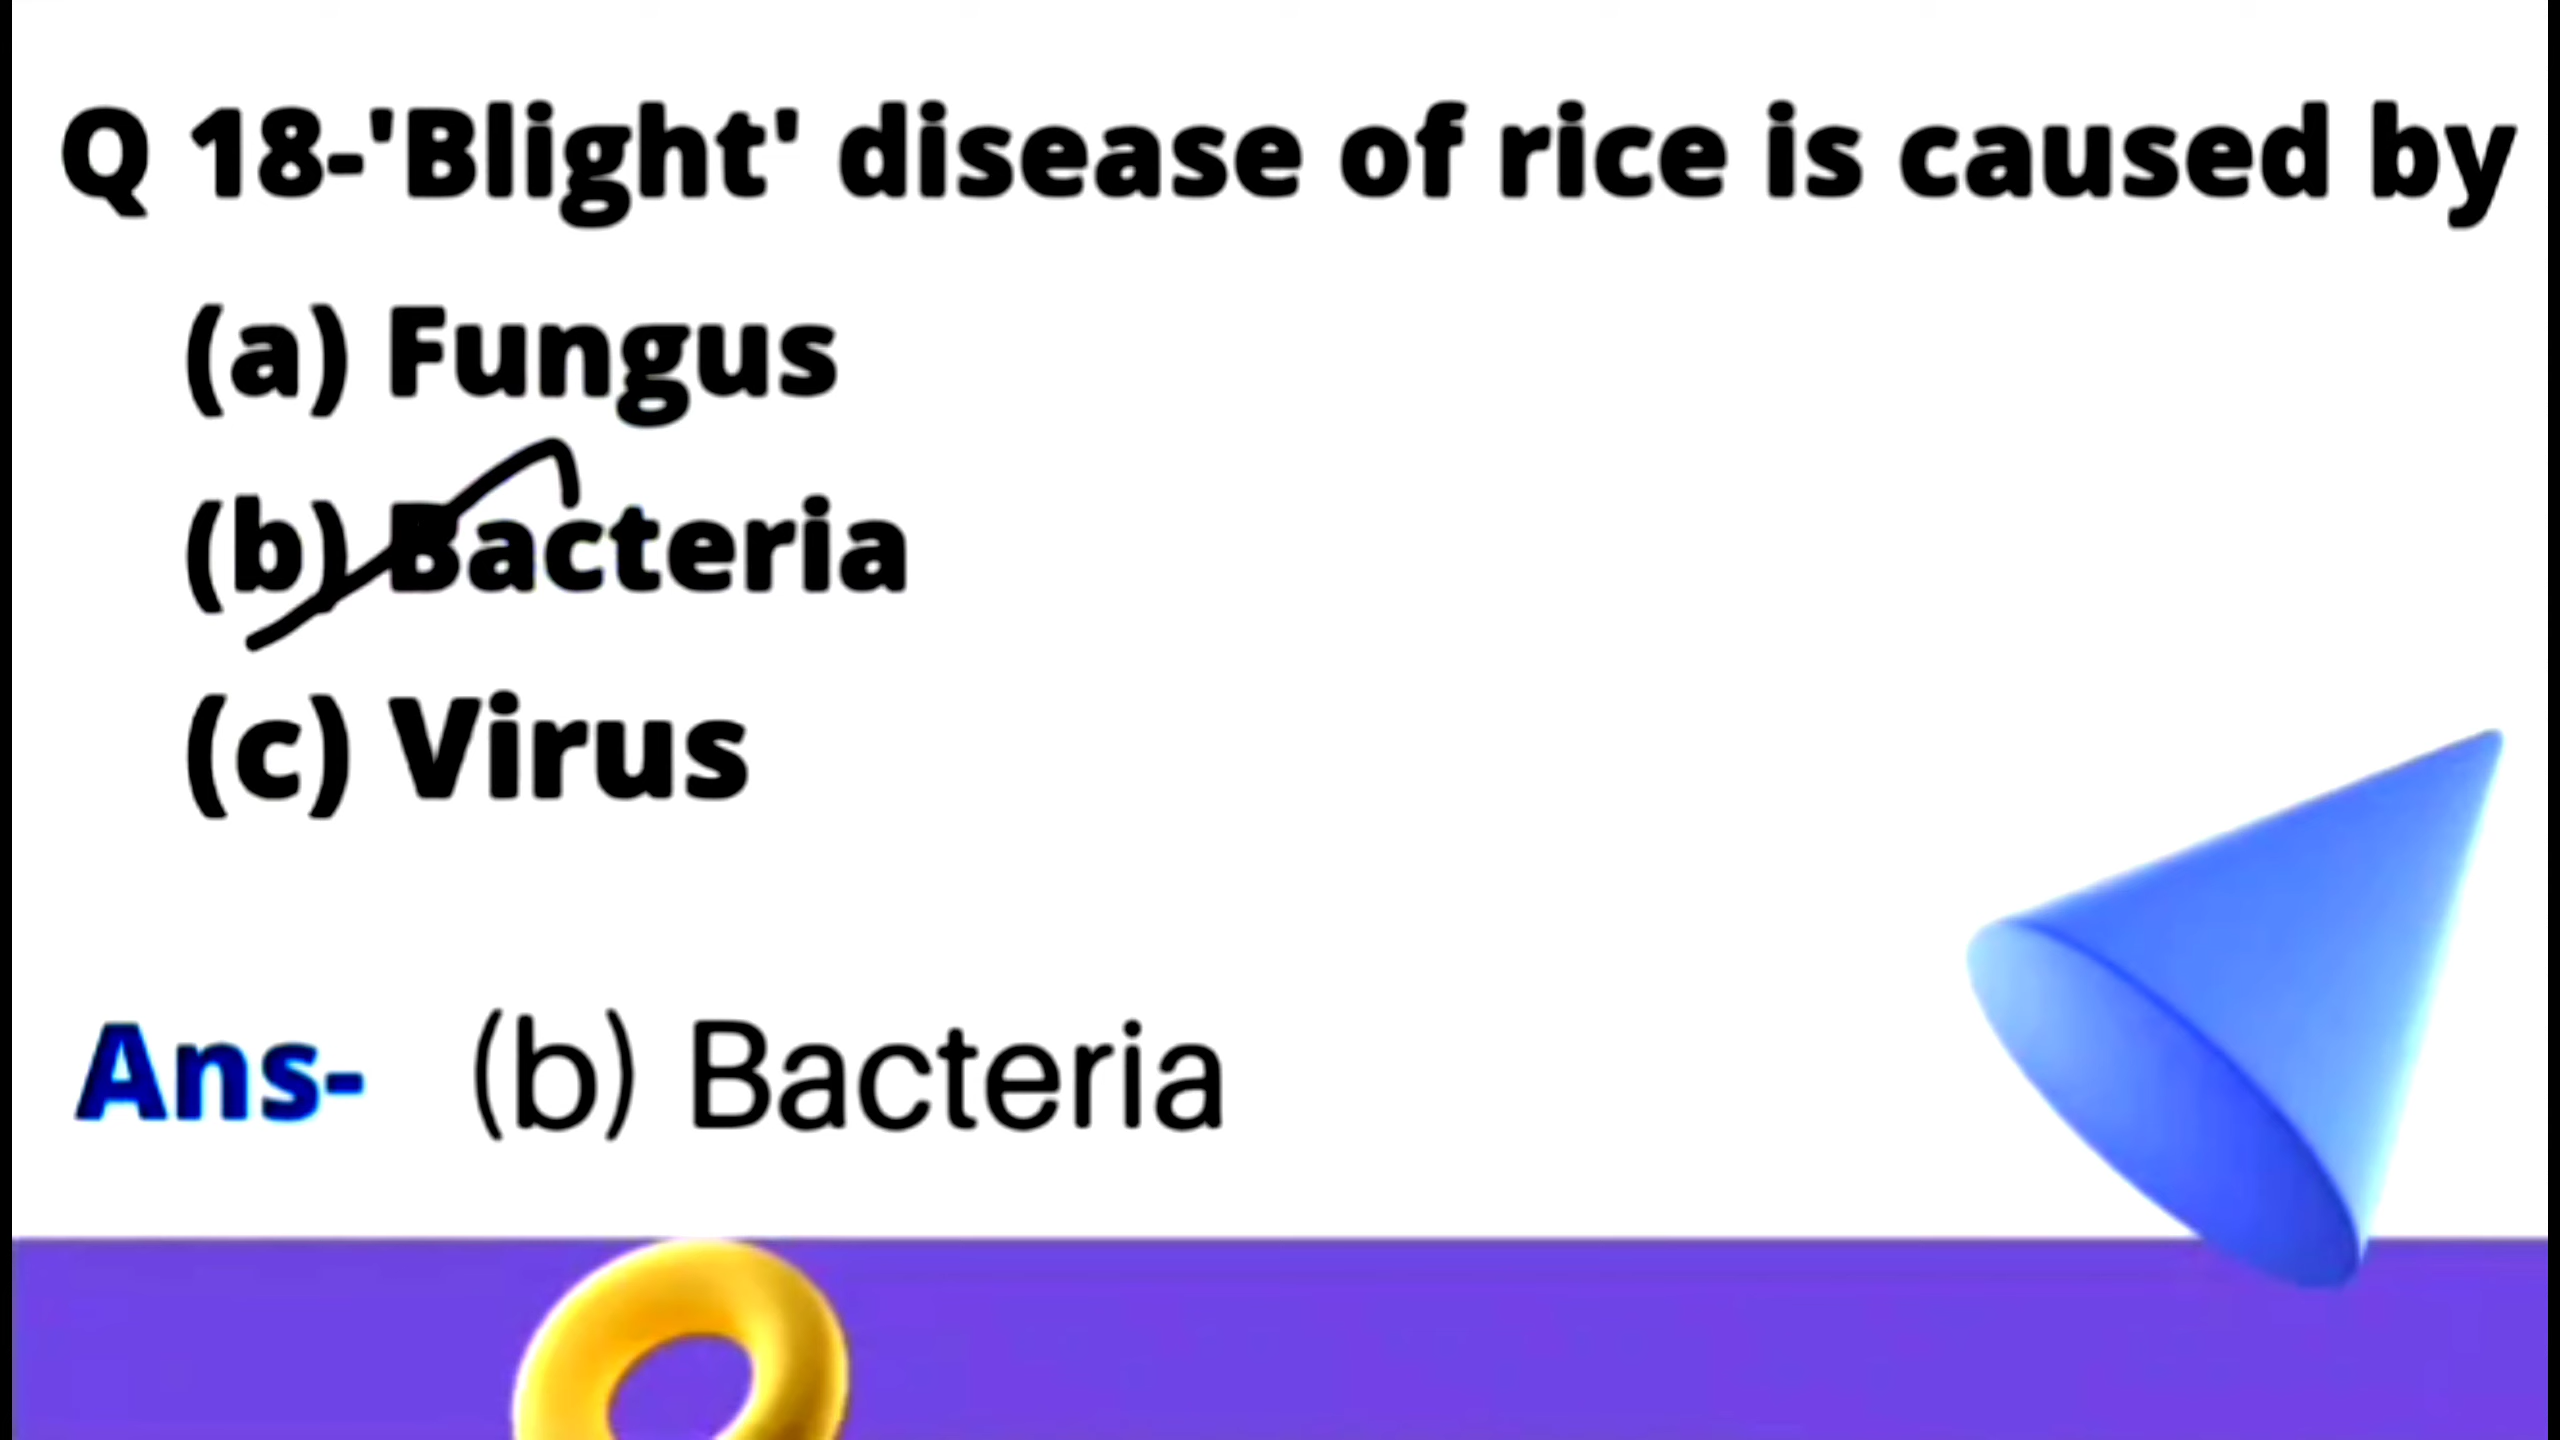 Q 18-'Blight' disease of rice is caused by
(a) Fungus
(b) Bacteria
(c) Virus
Ans- (b) Bacteria